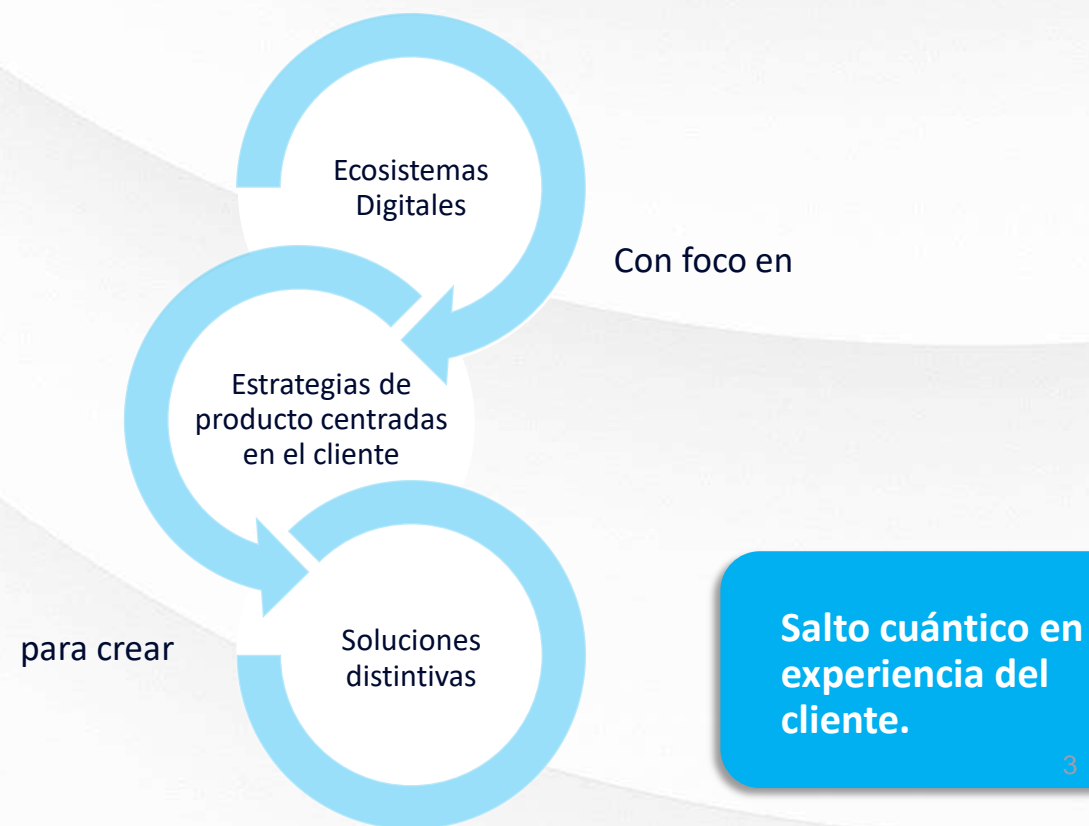 Ecosistemas
Digitales
Con foco en
Estrategias de
producto centradas
en el cliente
para crear
Soluciones
distintivas
Salto cuántico en
experiencia del
cliente.
3